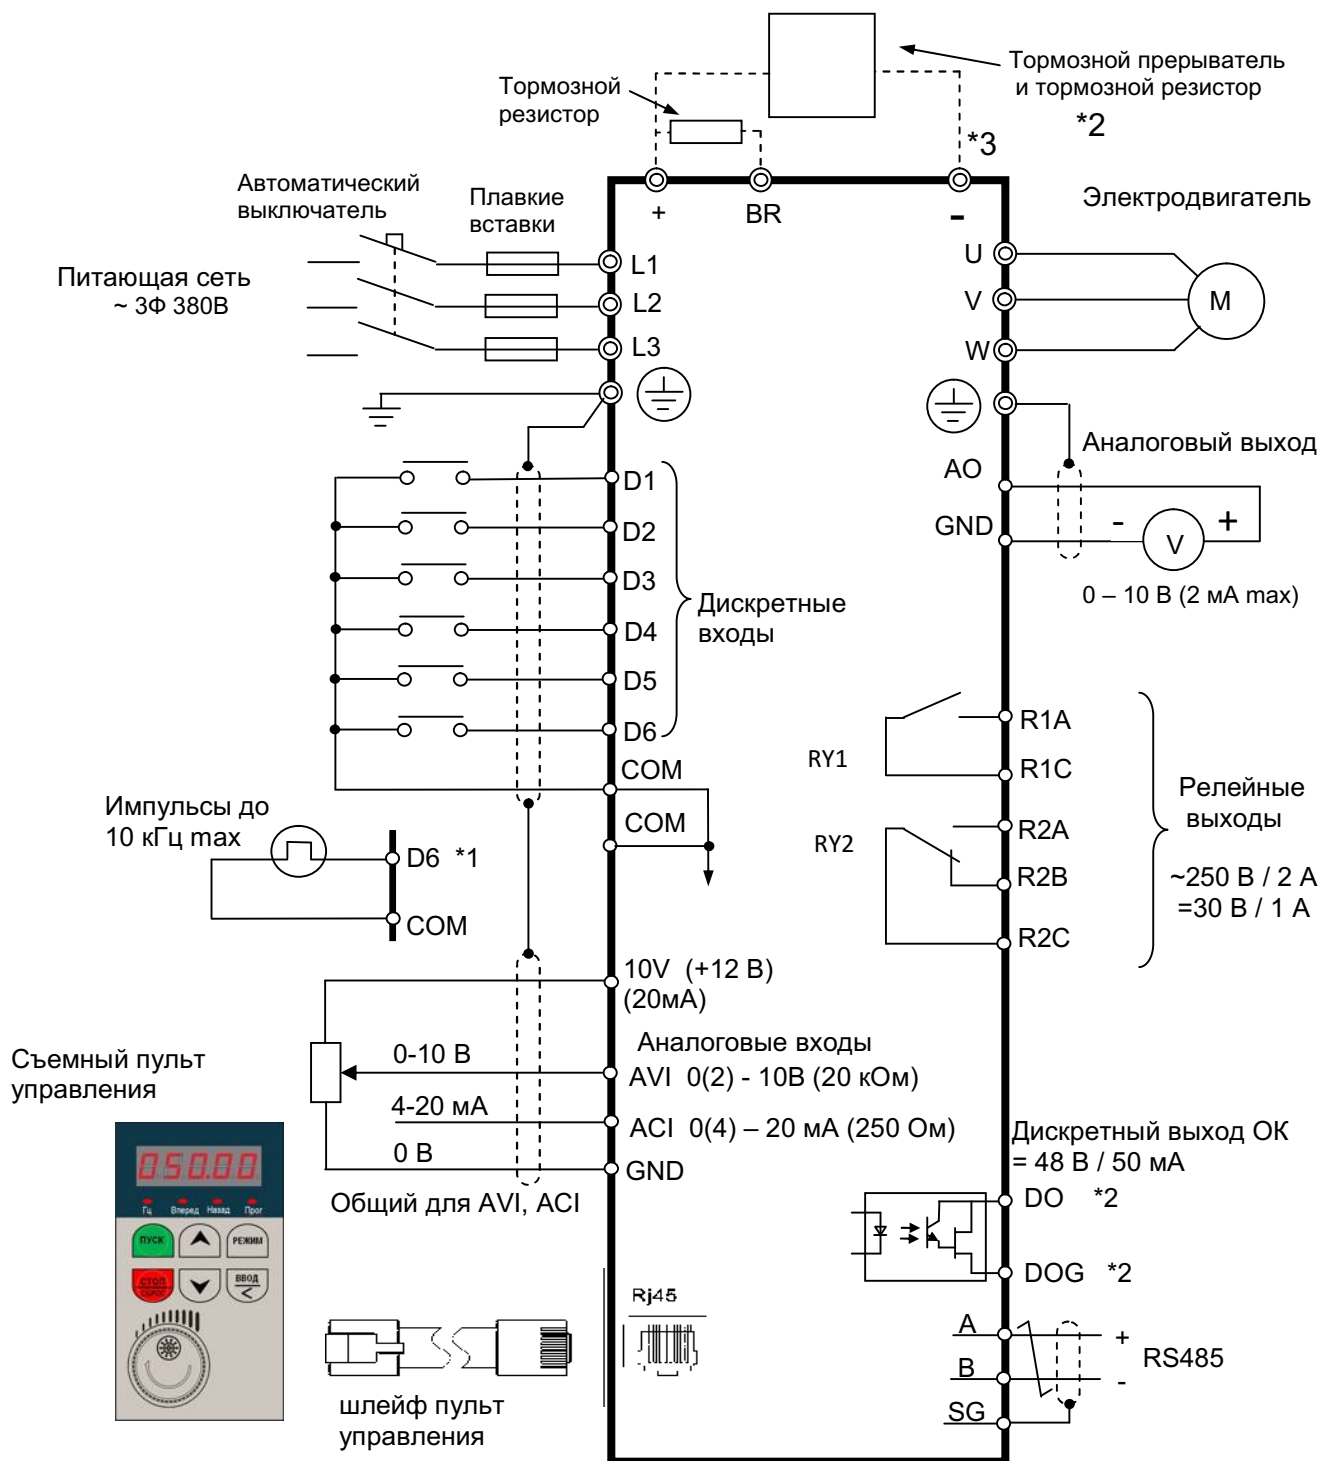 Тормозной прерыватель
и тормозной резистор
*2
Тормозной
резистор
*3
Автоматический
выключатель
Плавкие
вставки
+
BR
-
Электродвигатель
Питающая сеть
~ 3Ф 380В
L1
L2
L3
U
V
W
M
Аналоговый выход
AO
GND
-
V
+
0 – 10 В (2 мА max)
D1
D2
D3
D4
D5
D6
Дискретные
входы
COM
COM
Импульсы до
10 кГц max
D6 *1
COM
RY1
R1A
R1C
RY2
R2A
R2B
R2C
Релейные
выходы
~250 В / 2 А
=30 В / 1 А
10V (+12 В)
(20мА)
Аналоговые входы
0-10 В
AVI 0(2) - 10В (20 кОм)
4-20 мА
ACI 0(4) – 20 мА (250 Ом)
0 В
GND
Общий для AVI, ACI
Съемный пульт
управления
050.00
Гц Вперед Назад Прог
ПУСК
РЕЖИМ
СТОП
СБРОС
ВВОД
<
Дискретный выход ОК
= 48 В / 50 мА
DO *2
DOG *2
Rj45
шлейф пульт
управления
A
B
SG
+
-
RS485